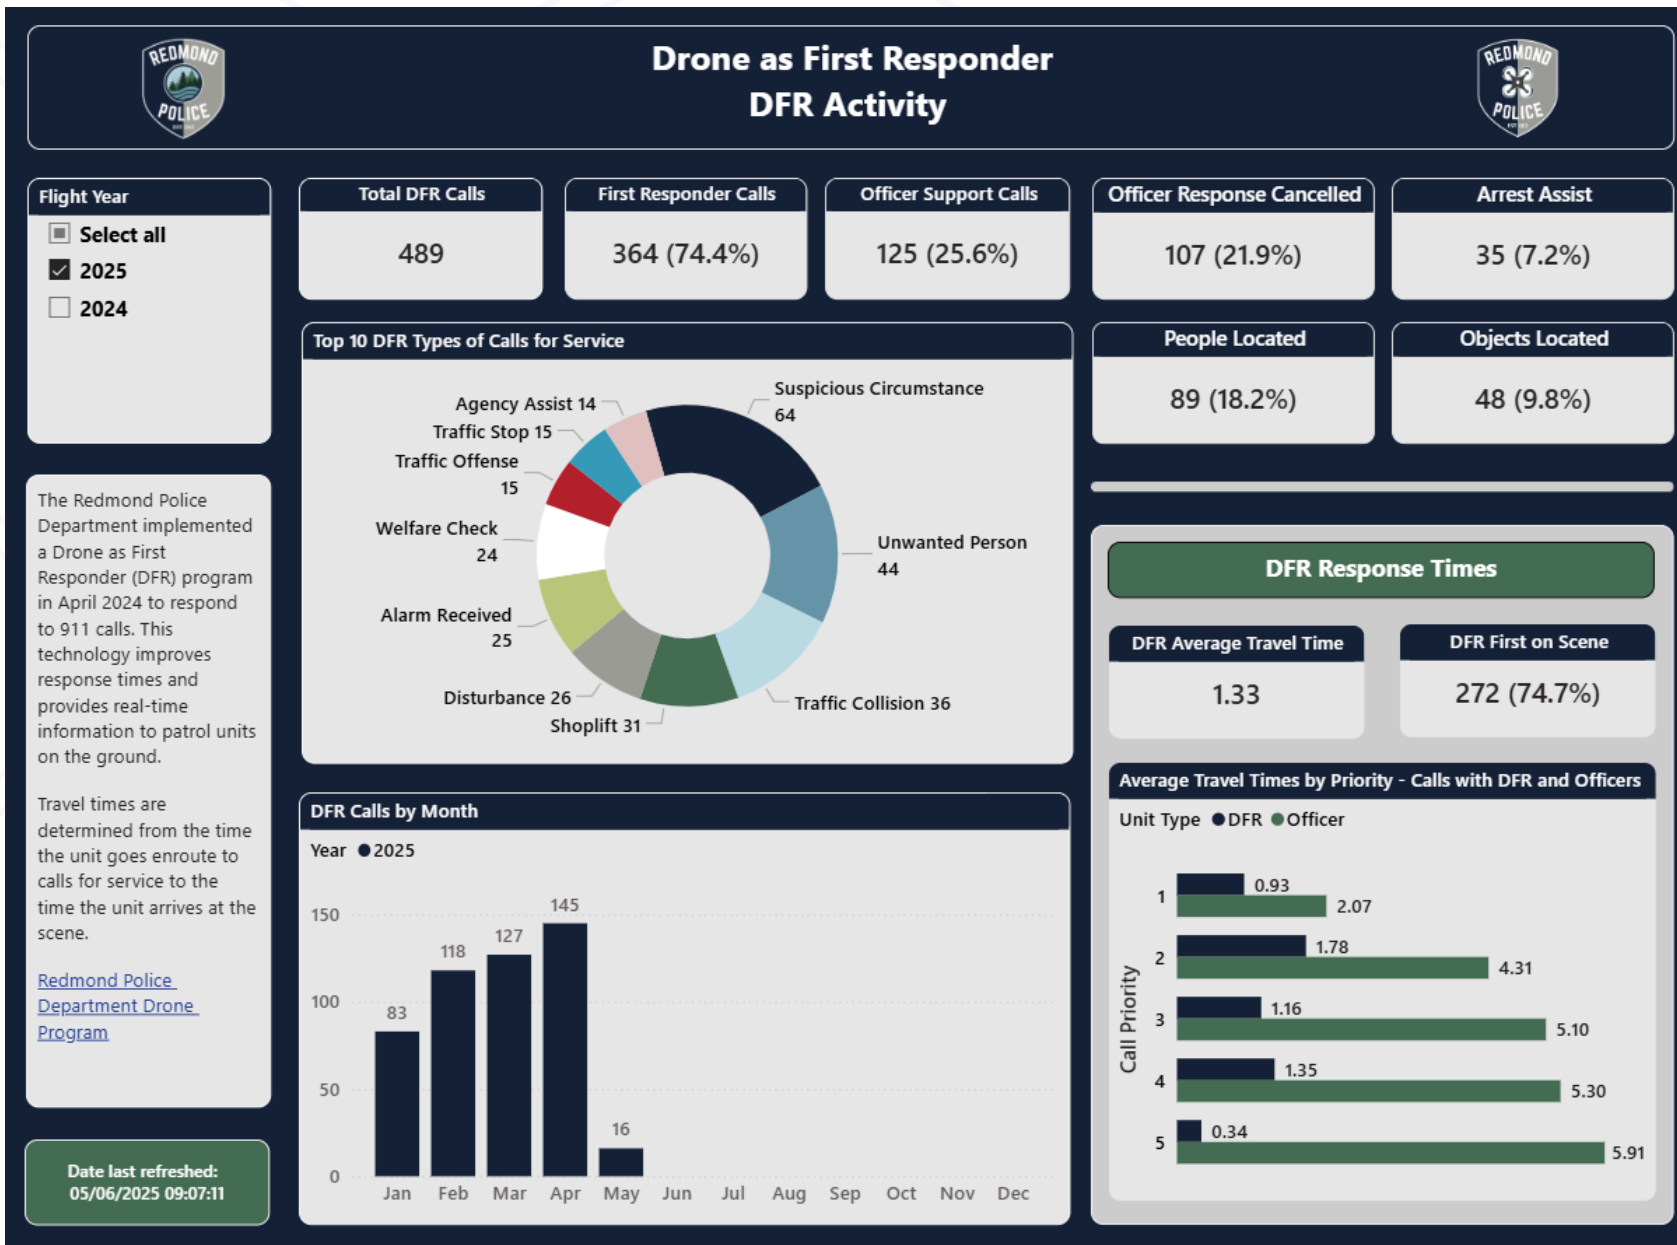 REDMOND
POLICE
Drone as First Responder
DFR Activity
REDMOND
POLICE
Flight Year
Select all
2025
2024
Total DFR Calls
489
First Responder Calls
364 (74.4%)
Officer Support Calls
125 (25.6%)
Officer Response Cancelled
107 (21.9%)
Arrest Assist
35 (7.2%)
People Located
89 (18.2%)
Objects Located
48 (9.8%)
The Redmond Police
Department implemented
a Drone as First
Responder (DFR) program
in April 2024 to respond
to 911 calls. This
technology improves
response times and
provides real-time
information to patrol units
on the ground.
Travel times are
determined from the time
the unit goes enroute to
calls for service to the
time the unit arrives at the
scene.
Redmond Police
Department Drone
Program
Date last refreshed:
05/06/2025 09:07:11
Top 10 DFR Types of Calls for Service
Suspicious Circumstance
64
Unwanted Person
44
Traffic Collision 36
Shoplift 31
Disturbance 26
Alarm Received
25
Welfare Check
24
Traffic Offense
15
Traffic Stop 15
Agency Assist 14
DFR Calls by Month
Year 2025
150
100
50
0
83
118
127
145
16
Jan Feb Mar Apr May Jun Jul Aug Sep Oct Nov Dec
DFR Response Times
DFR Average Travel Time
1.33
DFR First on Scene
272 (74.7%)
Average Travel Times by Priority - Calls with DFR and Officers
Unit Type DFR Officer
Call Priority
1
0.93
2.07
2
1.78
4.31
3
1.16
5.10
4
1.35
5.30
5
0.34
5.91